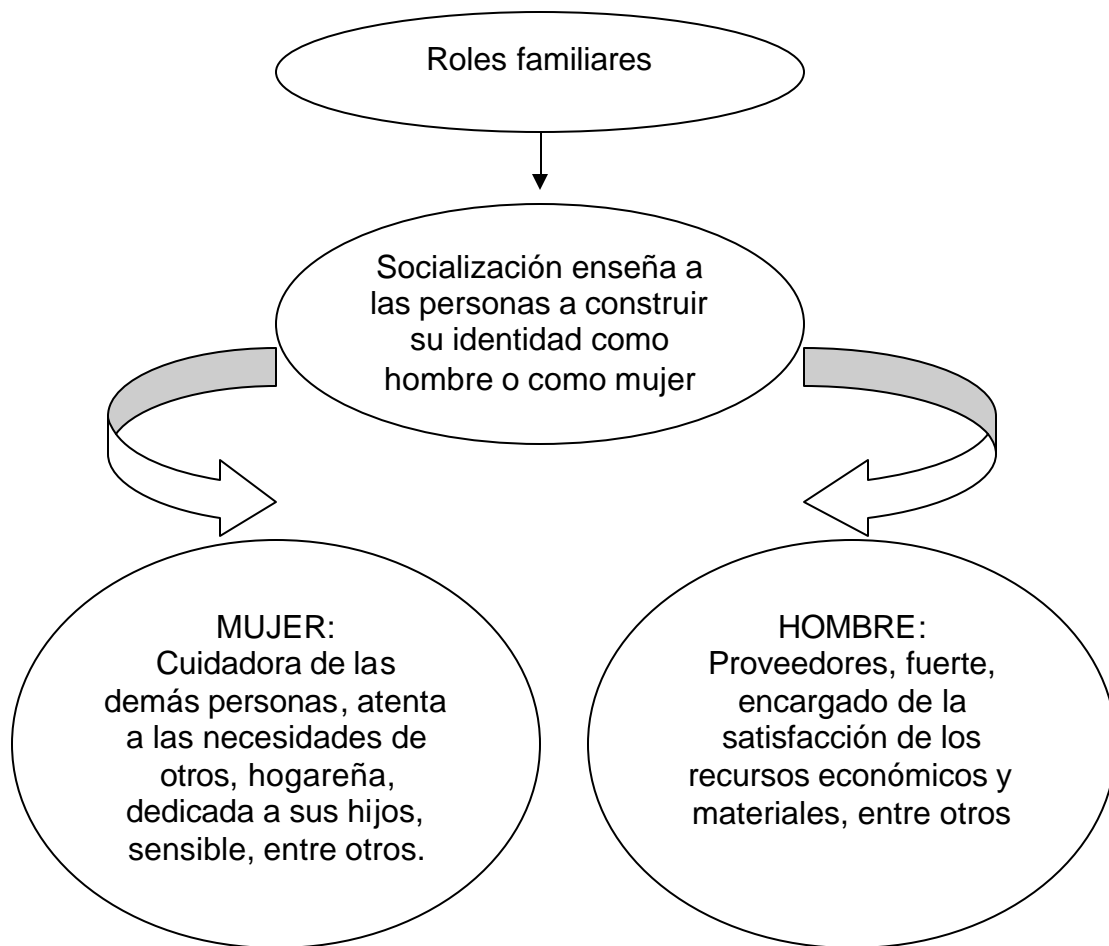 Roles familiares
Socialización enseña a
las personas a construir
su identidad como
hombre o como mujer
MUJER:
Cuidadora de las
demás personas, atenta
a las necesidades de
otros, hogareña,
dedicada a sus hijos,
sensible, entre otros.
HOMBRE:
Proveedores, fuerte,
encargado de la
satisfacción de los
recursos económicos y
materiales, entre otros